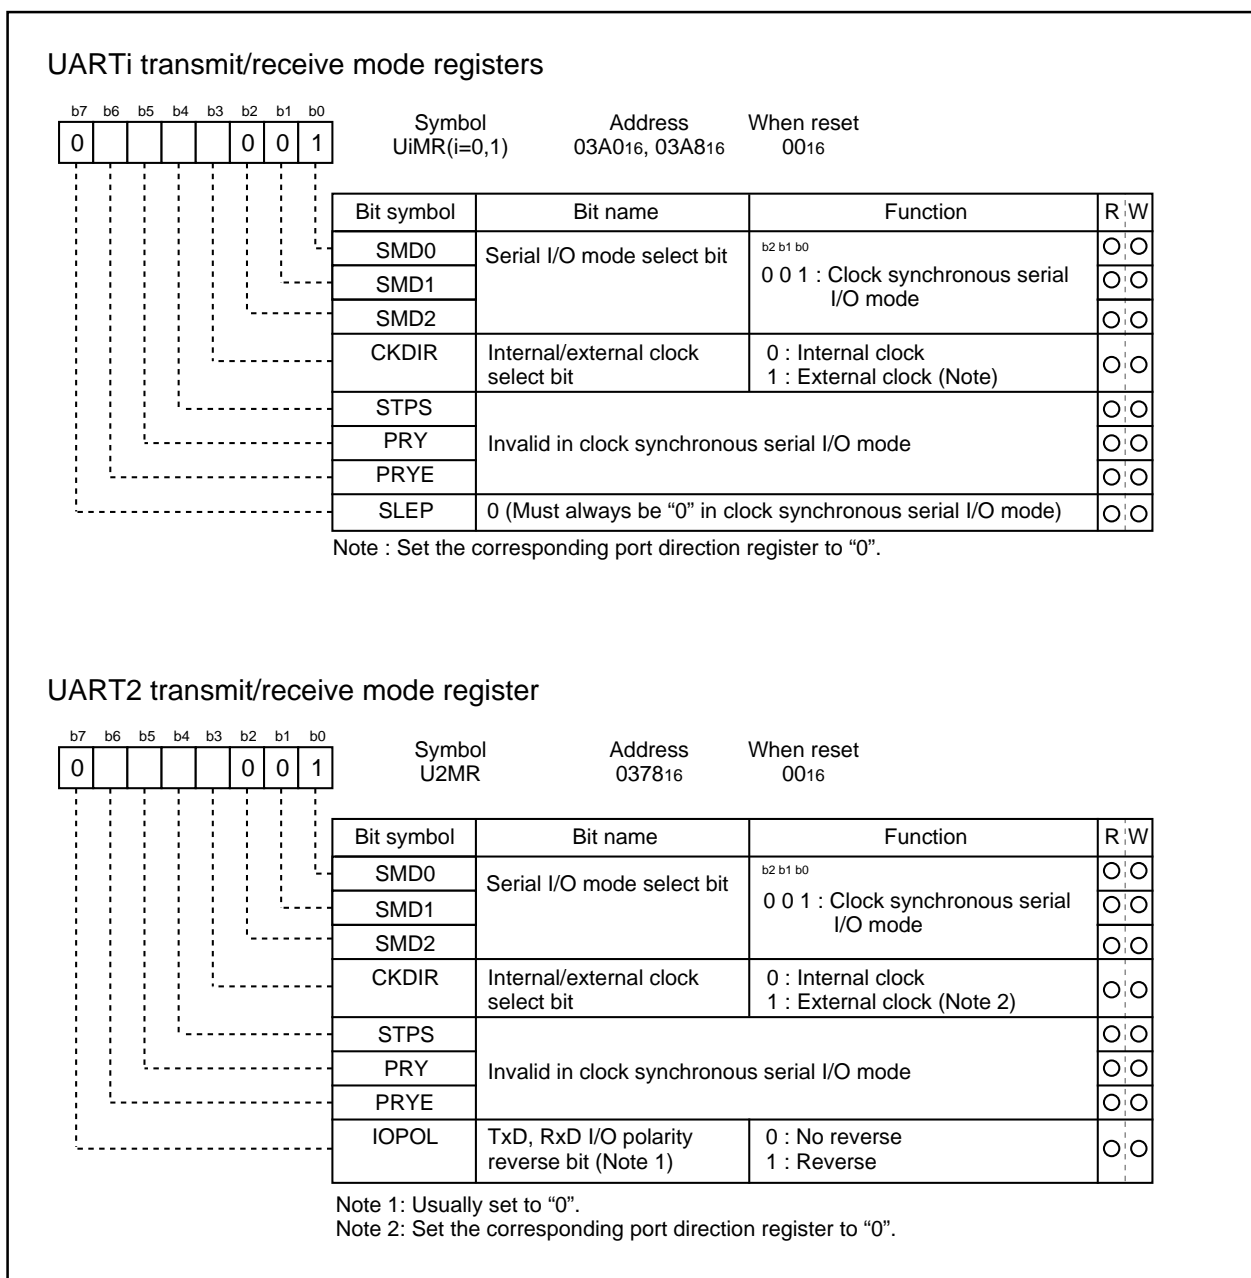 UARTi transmit/receive mode registers
b7 b6 b5 b4 b3 b2 b1 b0
0 0 0 1
Symbol Address When reset
UiMR(i=0,1) 03A016, 03A816 0016
Bit symbol Bit name Function R W
SMD0 Serial I/O mode select bit b2 b1 b0
SMD1 0 0 1 : Clock synchronous serial
I/O mode
SMD2
CKDIR Internal/external clock 0 : Internal clock
select bit 1 : External clock (Note)
STPS
PRY Invalid in clock synchronous serial I/O mode
PRYE
SLEP 0 (Must always be “0” in clock synchronous serial I/O mode)
Note : Set the corresponding port direction register to “0”.
UART2 transmit/receive mode register
b7 b6 b5 b4 b3 b2 b1 b0
0 0 0 1
Symbol Address When reset
U2MR 037816 0016
Bit symbol Bit name Function R W
SMD0 Serial I/O mode select bit b2 b1 b0
SMD1 0 0 1 : Clock synchronous serial
I/O mode
SMD2
CKDIR Internal/external clock 0 : Internal clock
select bit 1 : External clock (Note 2)
STPS
PRY Invalid in clock synchronous serial I/O mode
PRYE
IOPOL TxD, RxD I/O polarity 0 : No reverse
reverse bit (Note 1) 1 : Reverse
Note 1: Usually set to “0”.
Note 2: Set the corresponding port direction register to “0”.